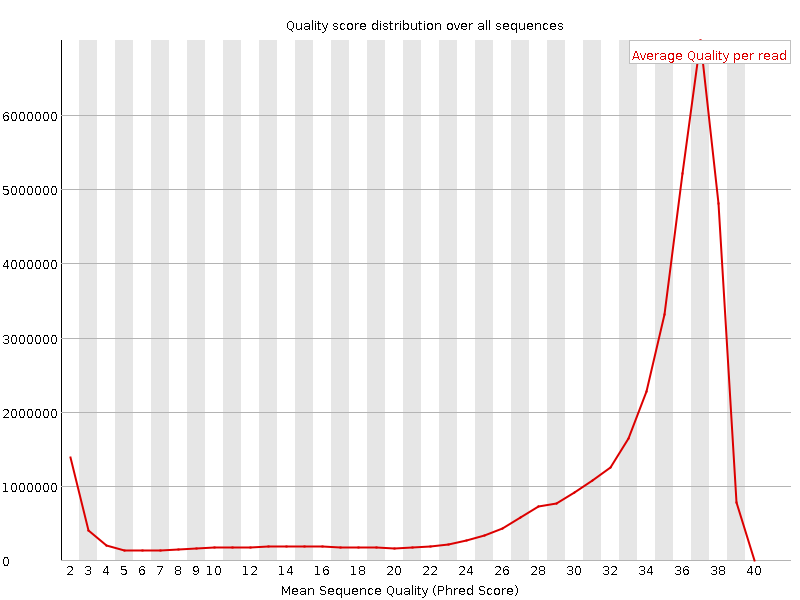 Quality score distribution over all sequences
Average Quality per read
6000000
5000000
4000000
3000000
2000000
1000000
0
2 3 4 5 6 7 8 9 10 12 14 16 18 20 22 24 26 28 30 32 34 36 38 40
Mean Sequence Quality (Phred Score)